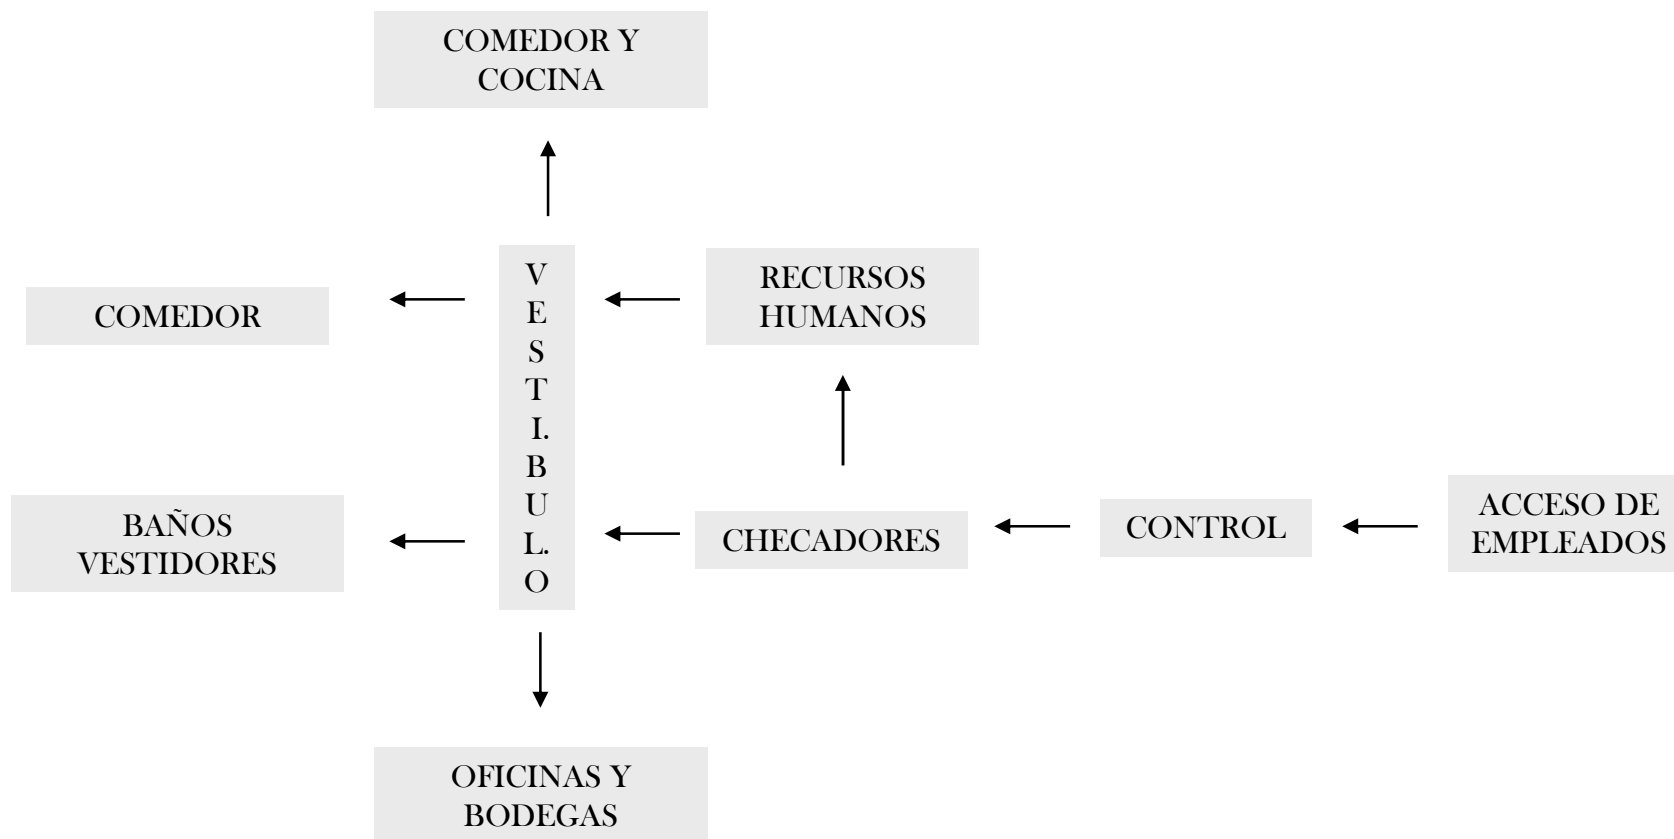 COMEDOR Y
COCINA
V
E
S
T
I.
B
U
L.
O
RECURSOS
HUMANOS
COMEDOR
BAÑOS
VESTIDORES
CHECADORES
CONTROL
ACCESO DE
EMPLEADOS
OFICINAS Y
BODEGAS